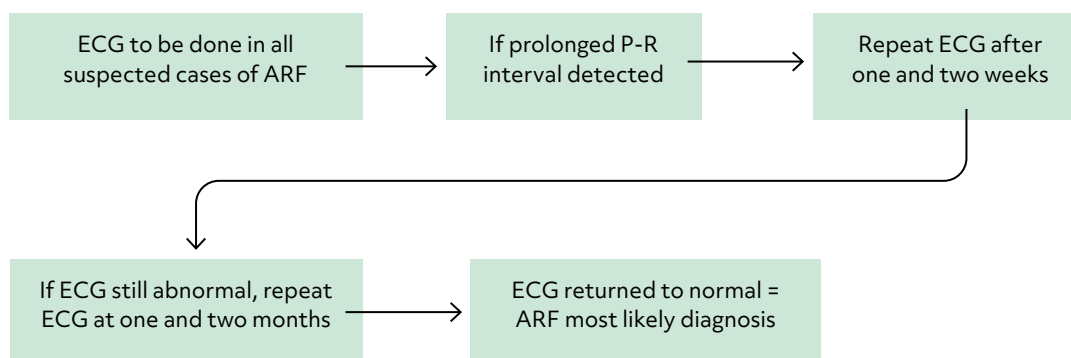 ECG to be done in all
suspected cases of ARF
If prolonged P-R
interval detected
Repeat ECG after
one and two weeks
If ECG still abnormal, repeat
ECG at one and two months
ECG returned to normal =
ARF most likely diagnosis